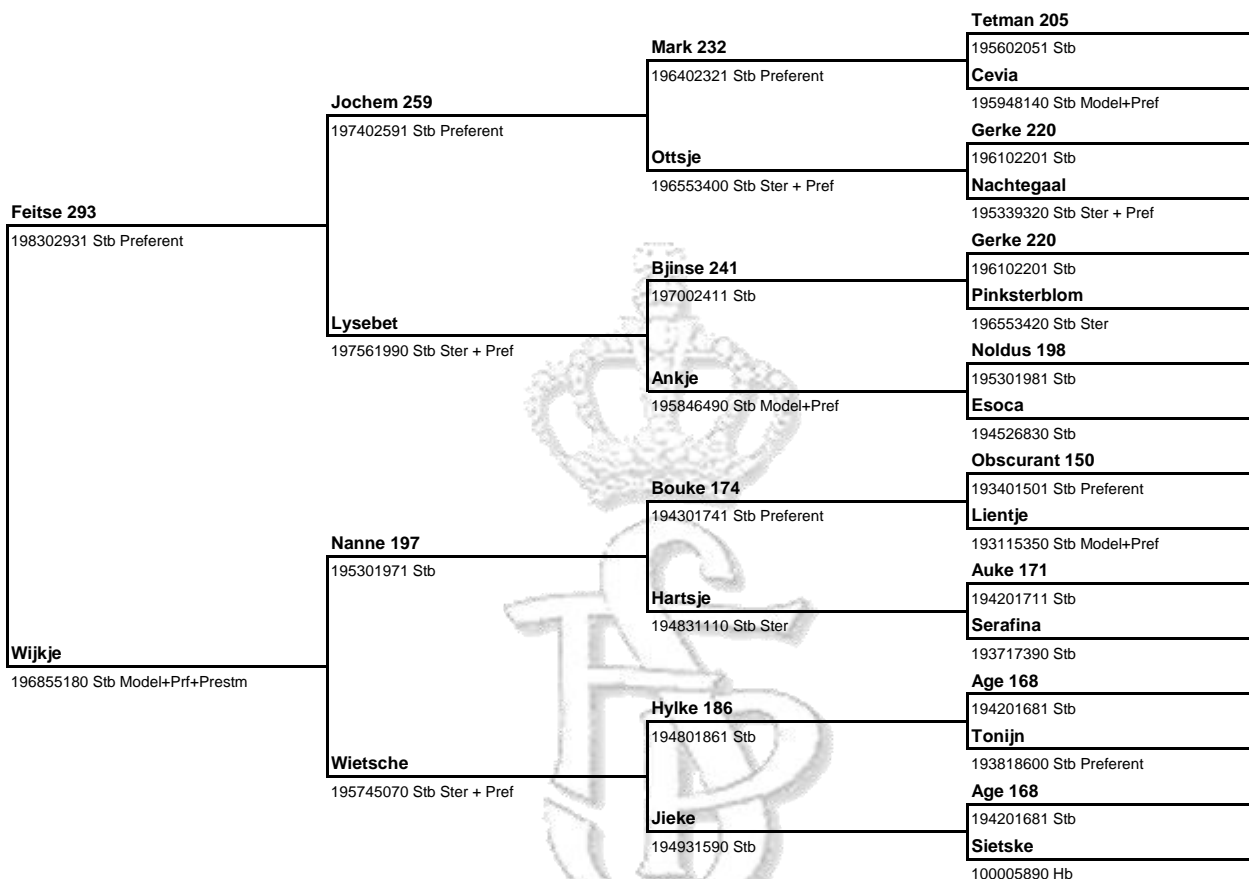 Tetman 205
Mark 232
195602051 Stb
196402321 Stb Preferent
Cevia
Jochem 259
195948140 Stb Model+Pref
197402591 Stb Preferent
Gerke 220
Ottsje
196102201 Stb
196553400 Stb Ster + Pref
Nachtegaal
Feitse 293
195339320 Stb Ster + Pref
198302931 Stb Preferent
Gerke 220
Bjinse 241
196102201 Stb
197002411 Stb
Pinksterblom
Lysebet
196553420 Stb Ster
197561990 Stb Ster + Pref
Noldus 198
Ankje
195301981 Stb
195846490 Stb Model+Pref
Esoca
194526830 Stb
Obscurant 150
Bouke 174
193401501 Stb Preferent
194301741 Stb Preferent
Lientje
Nanne 197
193115350 Stb Model+Pref
195301971 Stb
Auke 171
Hartsje
194201711 Stb
194831110 Stb Ster
Serafina
Wijkje
193717390 Stb
196855180 Stb Model+Prf+Prestm
Age 168
Hylke 186
194201681 Stb
194801861 Stb
Tonijn
Wietsche
193818600 Stb Preferent
195745070 Stb Ster + Pref
Age 168
Jieke
194201681 Stb
194931590 Stb
Sietske
100005890 Hb